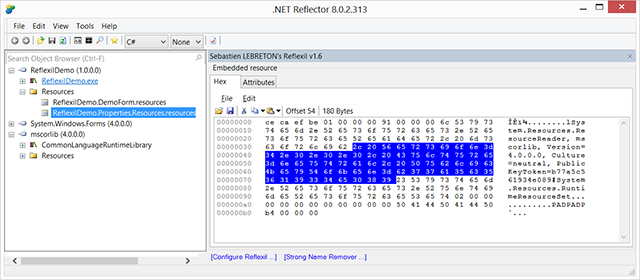 .NET Reflector 8.0.2.313
File Edit View Tools Help
C# None
Search Object Browser (Ctrl-F)
ReflexilDemo (1.0.0.0)
ReflexilDemo.exe
Resources
ReflexilDemo.DemoForm.resources
ReflexilDemo.Properties.Resources.resources
System.Windows.Forms (4.0.0.0)
mscorlib (4.0.0.0)
CommonLanguageRuntimeLibrary
Resources
Sebastien LEBRETON's Reflexil v1.6
Embedded resource
Hex Attributes
File Edit
Offset 54 180 Bytes
00000000 ce ca ef be 01 00 00 00 91 00 00 00 6c 53 79 73 ÎÊï¾........lSys
00000010 74 65 6d 2e 52 65 73 6f 75 72 63 65 73 2e 52 65 tem.Resources.Re
00000020 73 6f 75 72 63 65 52 65 61 64 65 72 2c 20 6d 73 sourceReader, ms
00000030 63 6f 72 6c 69 62 2c 20 56 65 72 73 69 6f 6e 3d corlib, Version=
00000040 34 2e 30 2e 30 2e 30 2c 20 43 75 6c 74 75 72 65 4.0.0.0, Culture
00000050 3d 6e 65 75 74 72 61 6c 2c 20 50 75 62 6c 69 63 =neutral, Public
00000060 4b 65 79 54 6f 6b 65 6e 3d 62 37 37 61 35 63 35 KeyToken=b77a5c5
00000070 36 31 39 33 34 65 30 38 39 23 53 79 73 74 65 6d 61934e089#System
00000080 2e 52 65 73 6f 75 72 63 65 73 2e 52 75 6e 74 69 .Resources.Runti
00000090 6d 65 52 65 73 6f 75 72 63 65 53 65 74 02 00 00 meResourceSet...
000000a0 00 00 00 00 00 00 00 00 00 50 41 44 50 41 44 50 .........PADPADP
000000b0 b4 00 00 00 ´...
[Configure Reflexil ...] [Strong Name Remover ...]